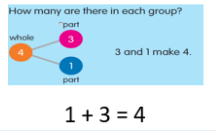 How many are there in each group?
part
whole
3
4
3 and 1 make 4.
1
part
1 + 3 = 4